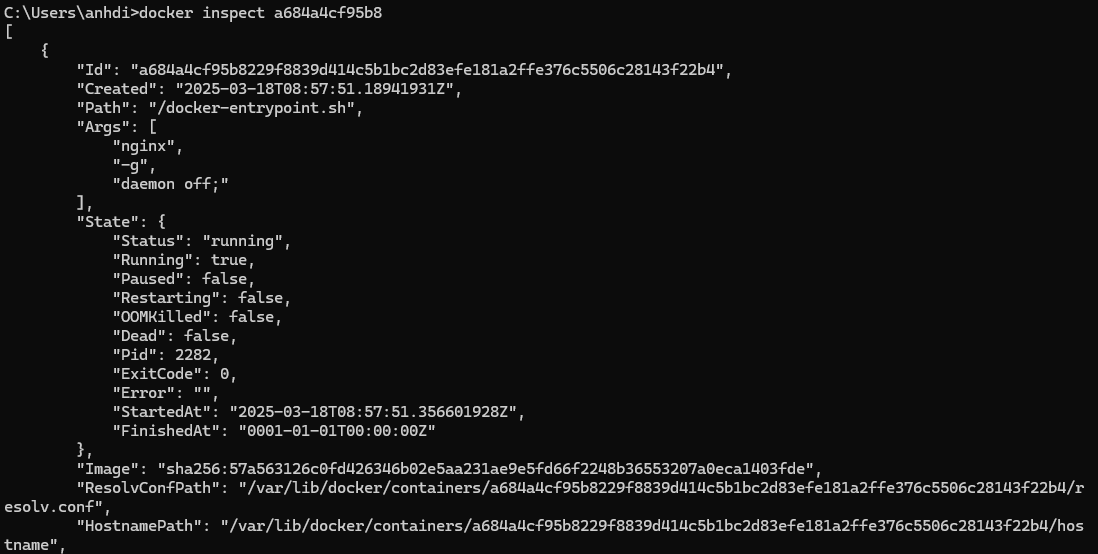 C:\Users\anhdi>docker inspect a684a4cf95b8
[
    {
        "Id": "a684a4cf95b8229f8839d414c5b1bc2d83efe181a2ffe376c5506c28143f22b4",
        "Created": "2025-03-18T08:57:51.18941931Z",
        "Path": "/docker-entrypoint.sh",
        "Args": [
            "nginx",
            "-g",
            "daemon off;"
        ],
        "State": {
            "Status": "running",
            "Running": true,
            "Paused": false,
            "Restarting": false,
            "OOMKilled": false,
            "Dead": false,
            "Pid": 2282,
            "ExitCode": 0,
            "Error": "",
            "StartedAt": "2025-03-18T08:57:51.356601928Z",
            "FinishedAt": "0001-01-01T00:00:00Z"
        },
        "Image": "sha256:57a563126c0fd426346b02e5aa231ae9e5fd66f2248b36553207a0eca1403fde",
        "ResolvConfPath": "/var/lib/docker/containers/a684a4cf95b8229f8839d414c5b1bc2d83efe181a2ffe376c5506c28143f22b4/r
esolv.conf",
        "HostnamePath": "/var/lib/docker/containers/a684a4cf95b8229f8839d414c5b1bc2d83efe181a2ffe376c5506c28143f22b4/hos
tname",